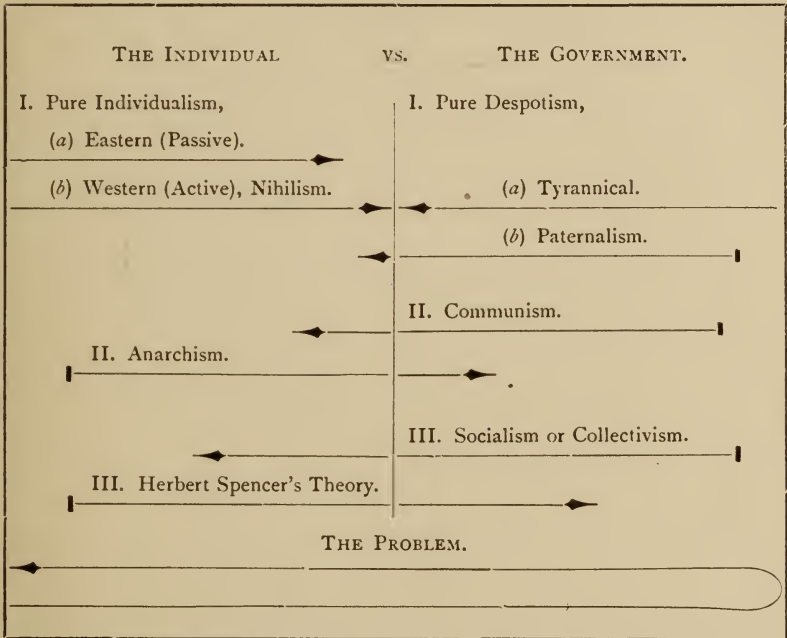 THE INDIVIDUAL VS. THE GOVERNMENT.
I. Pure Individualism,
(a) Eastern (Passive).
(b) Western (Active), Nihilism.
I. Pure Despotism,
(a) Tyrannical.
(b) Paternalism.
II. Communism.
II. Anarchism.
III. Socialism or Collectivism.
III. Herbert Spencer's Theory.
THE PROBLEM.